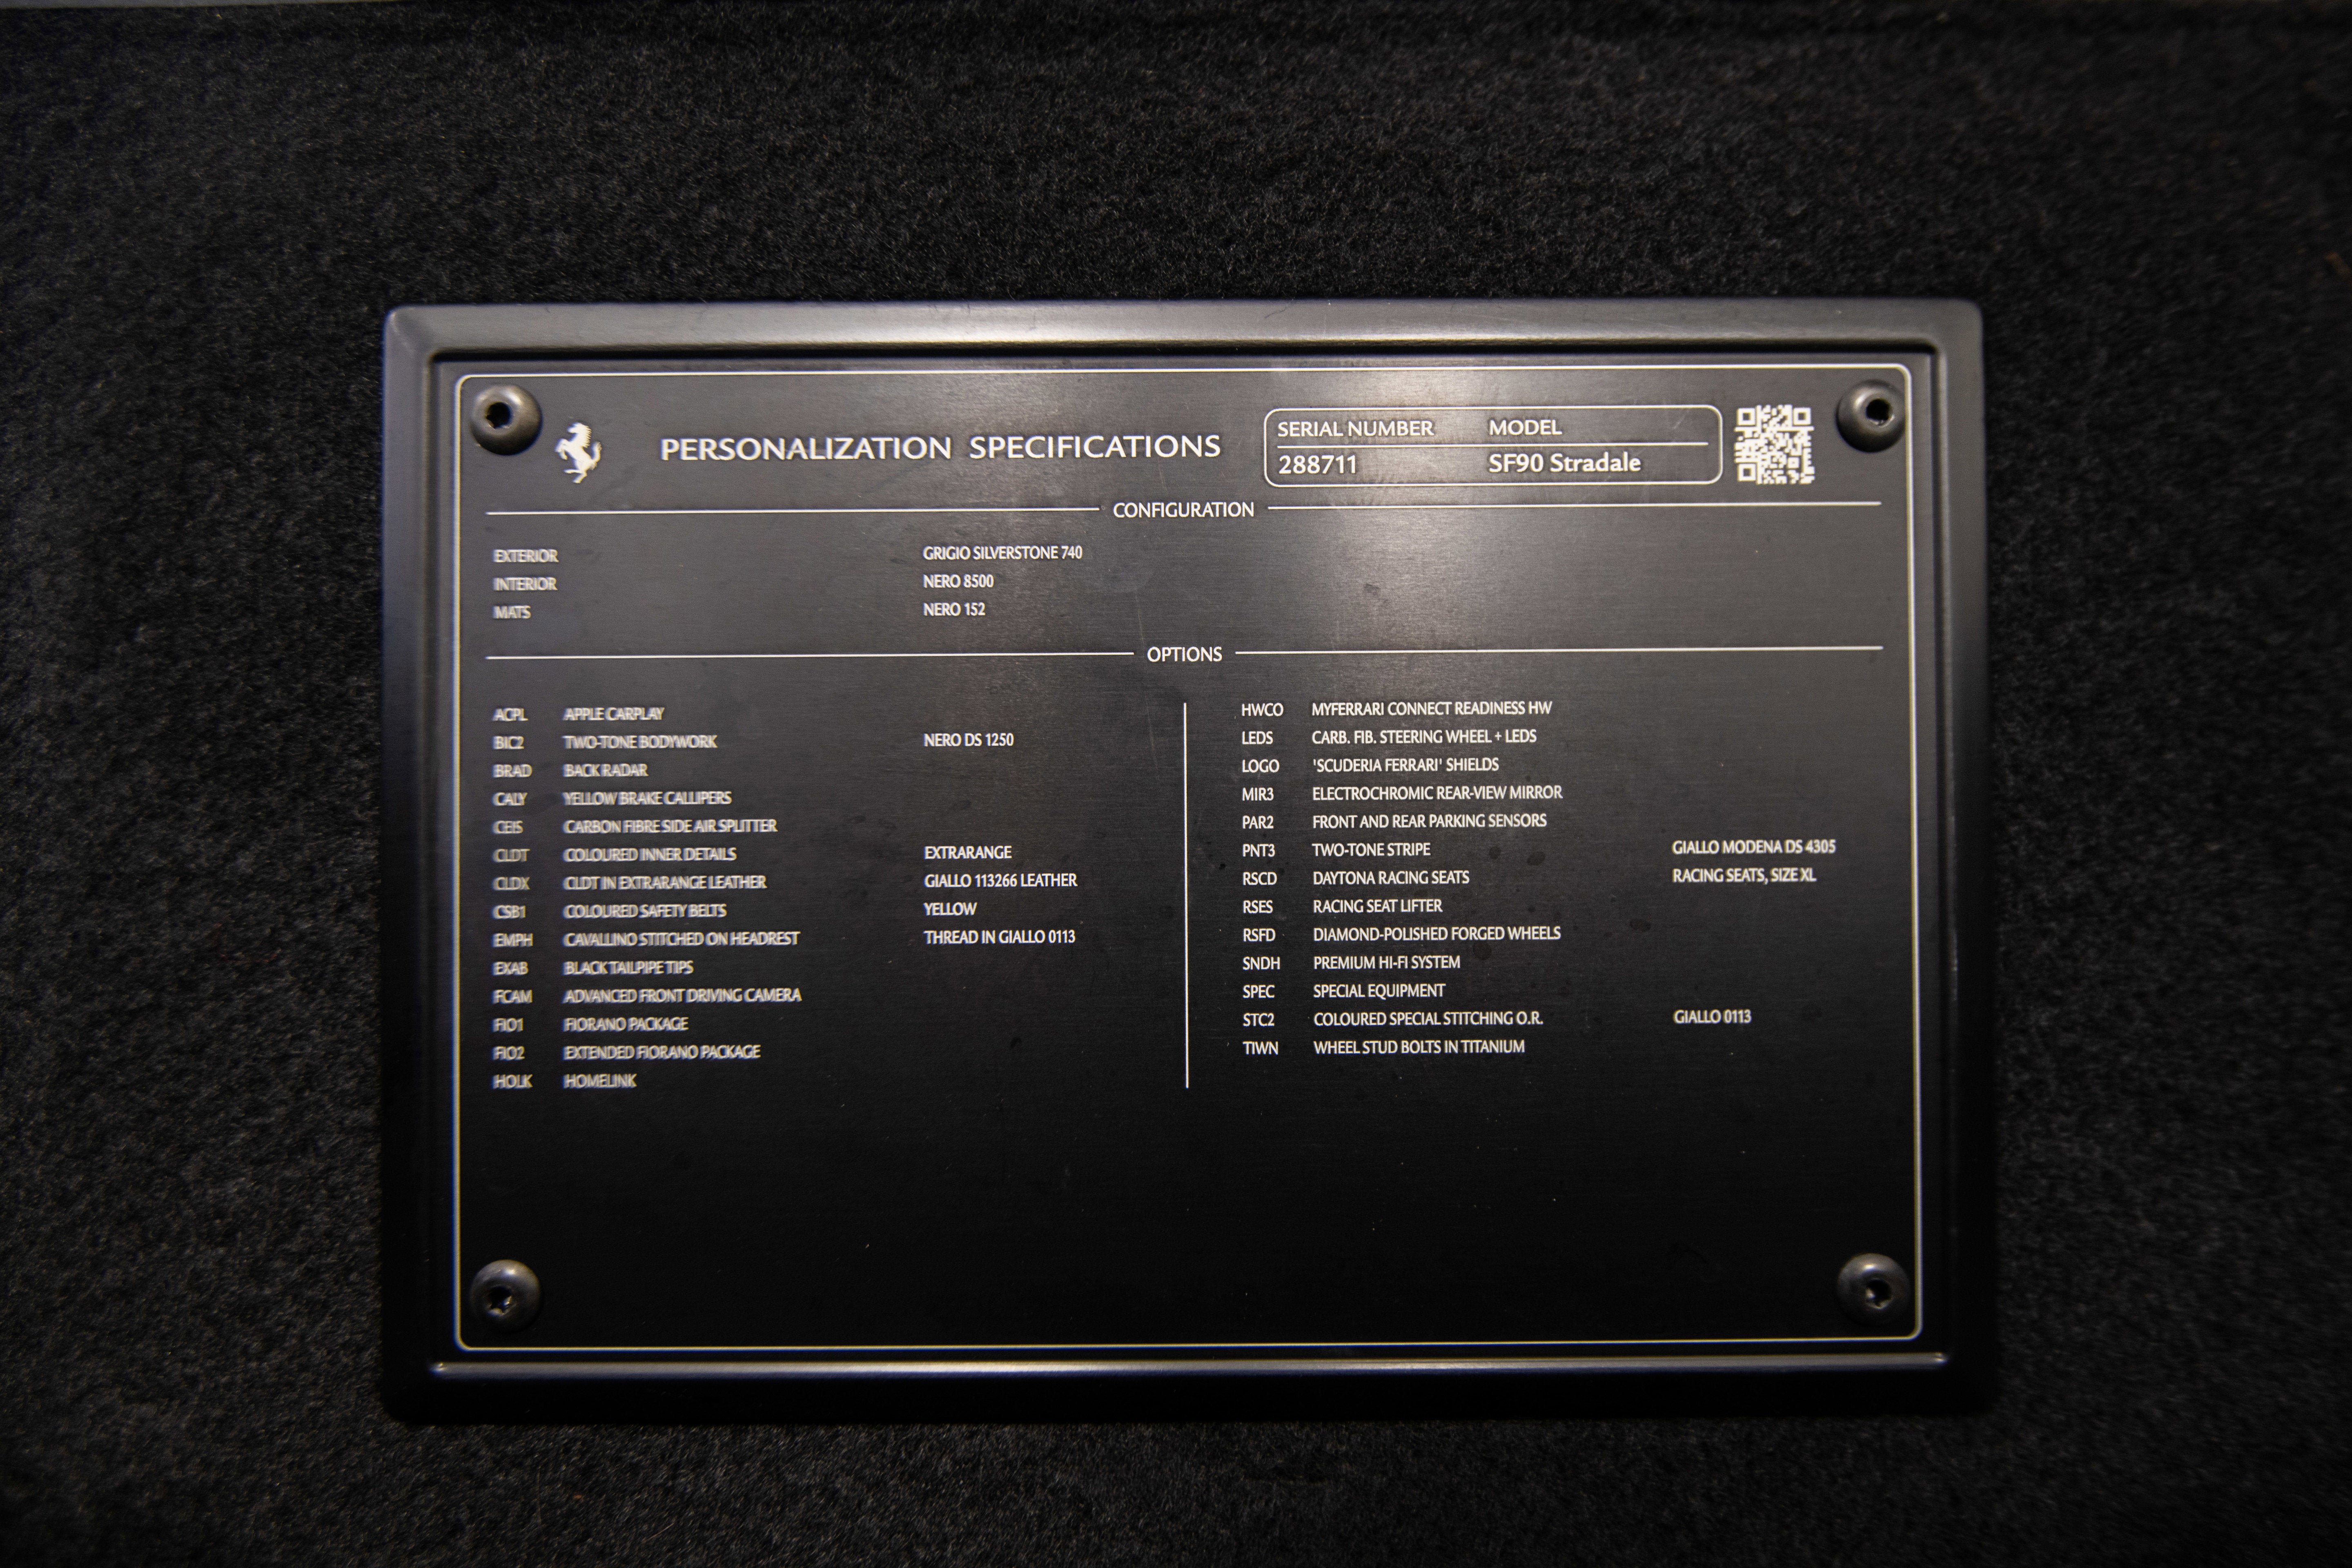 PERSONALIZATION SPECIFICATIONS
SERIAL NUMBER MODEL
288711 SF90 Stradale
CONFIGURATION
EXTERIOR GRIGIO SILVERSTONE 740
INTERIOR NERO 8500
MATS NERO 152
OPTIONS
ACPL APPLE CARPLAY
BIC2 TWO-TONE BODYWORK NERO DS 1250
BRAD BACK RADAR
CALY YELLOW BRAKE CALLIPERS
CEIS CARBON FIBRE SIDE AIR SPLITTER
CLDT COLOURED INNER DETAILS EXTRARANGE
CLDX CLDT IN EXTRARANGE LEATHER GIALLO 113266 LEATHER
CSB1 COLOURED SAFETY BELTS YELLOW
EMPH CAVALLINO STITCHED ON HEADREST THREAD IN GIALLO 0113
EXAB BLACK TAILPIPE TIPS
FCAM ADVANCED FRONT DRIVING CAMERA
FIO1 FIORANO PACKAGE
FIO2 EXTENDED FIORANO PACKAGE
HOLK HOMELINK
HWCO MYFERRARI CONNECT READINESS HW
LEDS CARB. FIB. STEERING WHEEL + LEDS
LOGO 'SCUDERIA FERRARI' SHIELDS
MIR3 ELECTROCHROMIC REAR-VIEW MIRROR
PAR2 FRONT AND REAR PARKING SENSORS
PNT3 TWO-TONE STRIPE GIALLO MODENA DS 4305
RSCD DAYTONA RACING SEATS RACING SEATS, SIZE XL
RSES RACING SEAT LIFTER
RSFD DIAMOND-POLISHED FORGED WHEELS
SNDH PREMIUM HI-FI SYSTEM
SPEC SPECIAL EQUIPMENT
STC2 COLOURED SPECIAL STITCHING O.R. GIALLO 0113
TIWN WHEEL STUD BOLTS IN TITANIUM